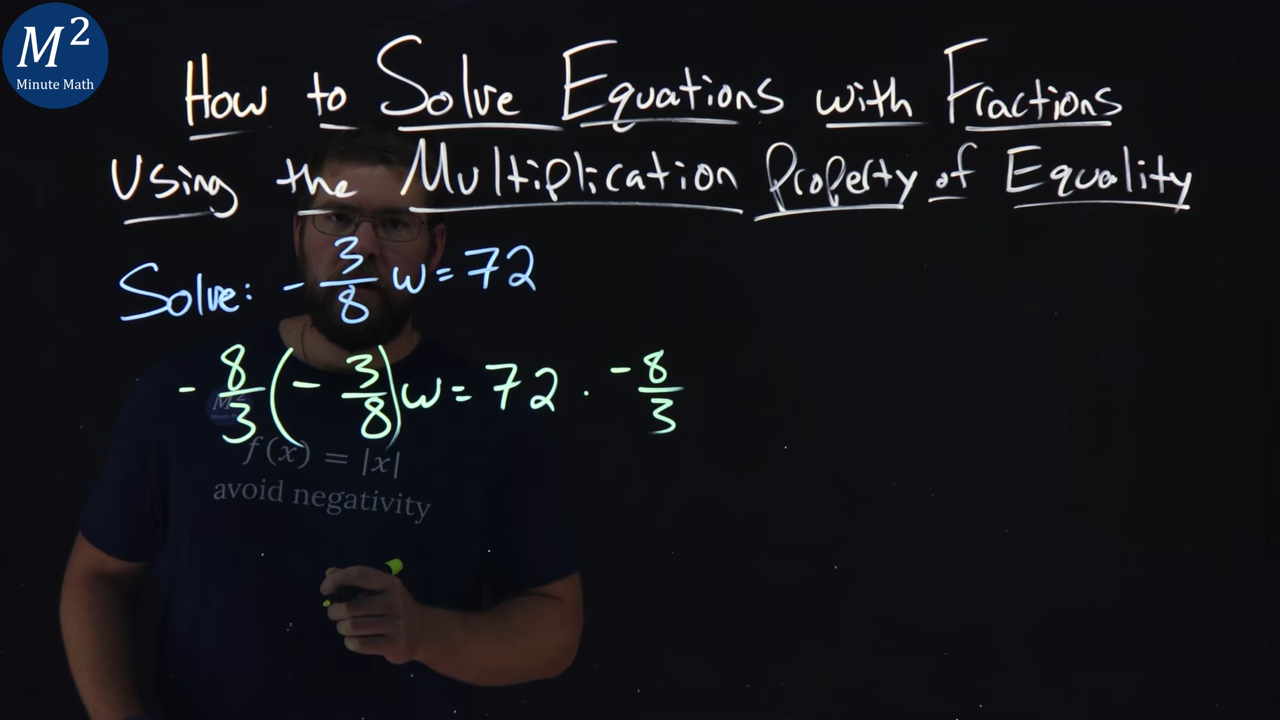 M²
Minute Math
How to Solve Equations with Fractions
Using the Multiplication Property of Equality
Solve: - 3/8 w = 72
- 8/3 (- 3/8) w = 72 · - 8/3
M²
f(x) = |x|
avoid negativity